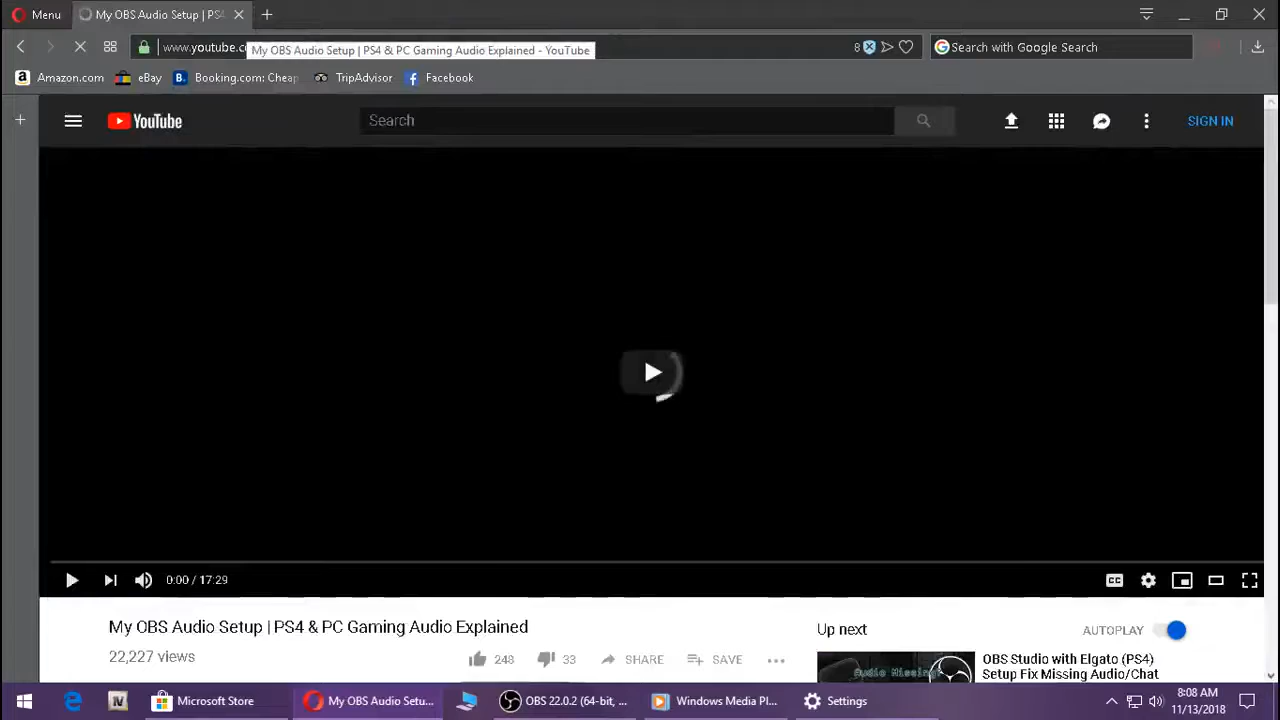 Menu My OBS Audio Setup | PS4
www.youtube.c 8 Search with Google Search
My OBS Audio Setup | PS4 & PC Gaming Audio Explained - YouTube
Amazon.com eBay Booking.com: Cheap TripAdvisor Facebook
YouTube Search SIGN IN
0:00 / 17:29 CC
My OBS Audio Setup | PS4 & PC Gaming Audio Explained
22,227 views
248 33 SHARE SAVE
Up next AUTOPLAY
Audio Missing!
OBS Studio with Elgato (PS4)
Setup Fix Missing Audio/Chat
Microsoft Store My OBS Audio Setu... OBS 22.0.2 (64-bit, ... Windows Media Pl... Settings
8:08 AM
11/13/2018